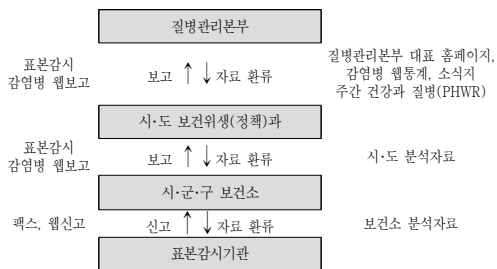 질병관리본부
표본감시
감염병 웹보고
보고
자료 환류
질병관리본부 대표 홈페이지,
감염병 웹통계, 소식지
주간 건강과 질병(PHWR)
시·도 보건위생(정책)과
표본감시
감염병 웹보고
보고
자료 환류
시·도 분석자료
시·군·구 보건소
팩스, 웹신고
신고
자료 환류
보건소 분석자료
표본감시기관